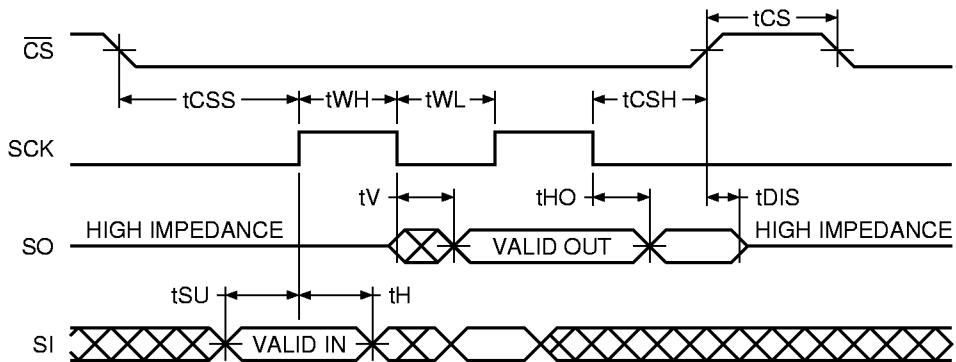 tCS
CS
tCSS tWH tWL tCSH
SCK
tV tHO tDIS
HIGH IMPEDANCE HIGH IMPEDANCE
SO VALID OUT
tSU tH
SI VALID IN